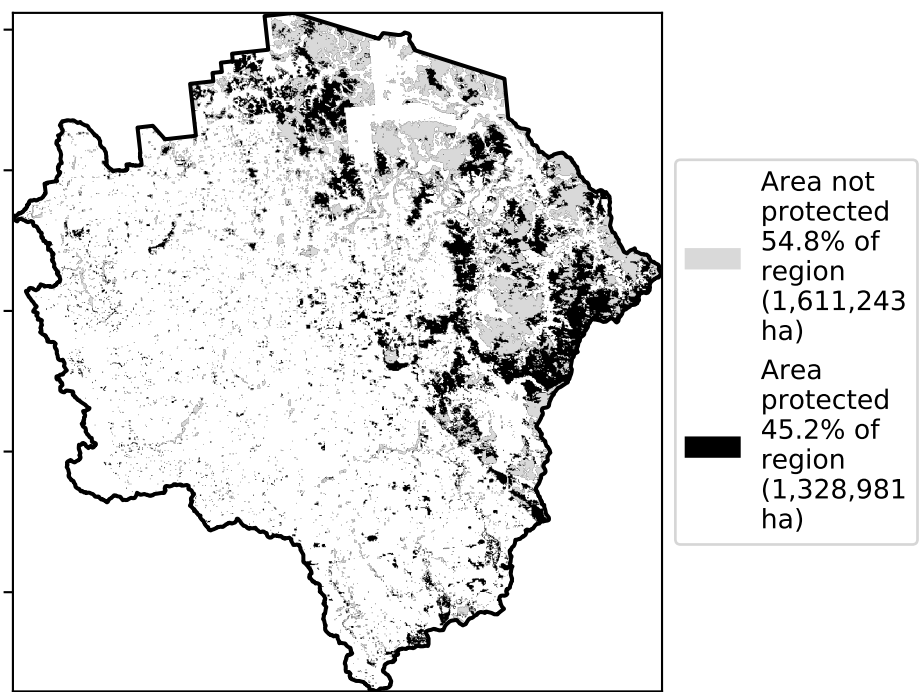 Area not
protected
54.8% of
region
(1,611,243
ha)
Area
protected
45.2% of
region
(1,328,981
ha)